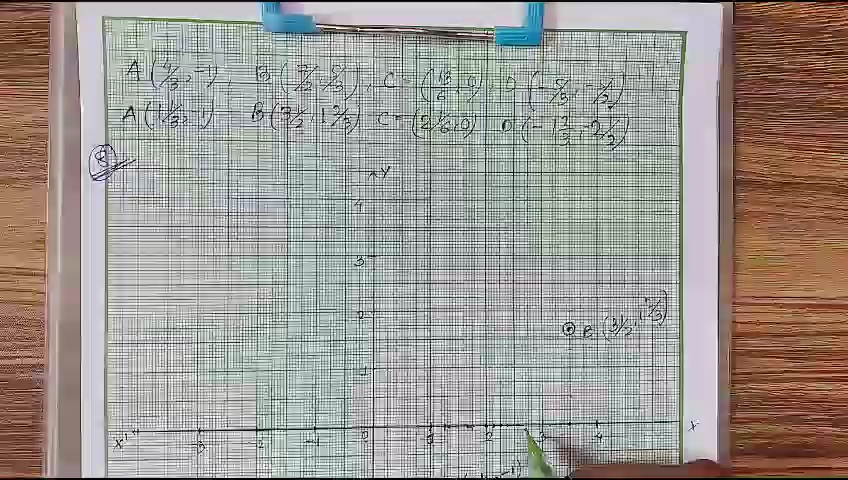 A (4/3, -1), B (7/2, 5/3), C = (13/6, 0), D (-5/3, -5/2)
A (1 1/3, -1) B (3 1/2, 1 2/3) C = (2 1/6, 0) D (-1 2/3, -2 1/2)
8
Y
4
3
2
B (3 1/2, 1 2/3)
1
X' -3 -2 -1 0 2 3 4 X
-1)